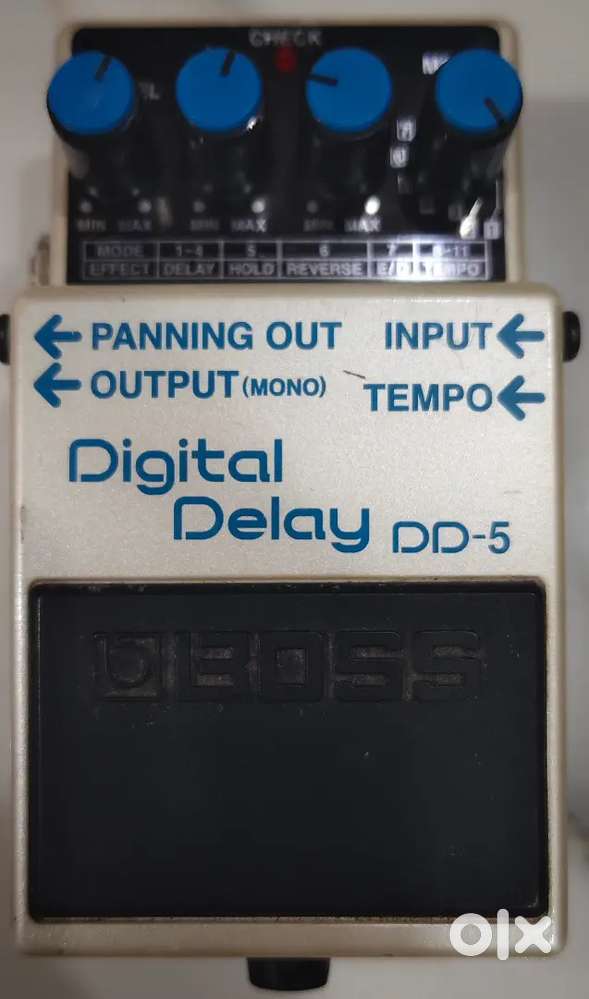 CHECK
MIN MAX MIN MAX MIN MAX
MODE 1-4 5 6 7 8-11
EFFECT DELAY HOLD REVERSE E/D TEMPO
PANNING OUT INPUT
OUTPUT (MONO) TEMPO
Digital
Delay DD-5
BOSS
olx